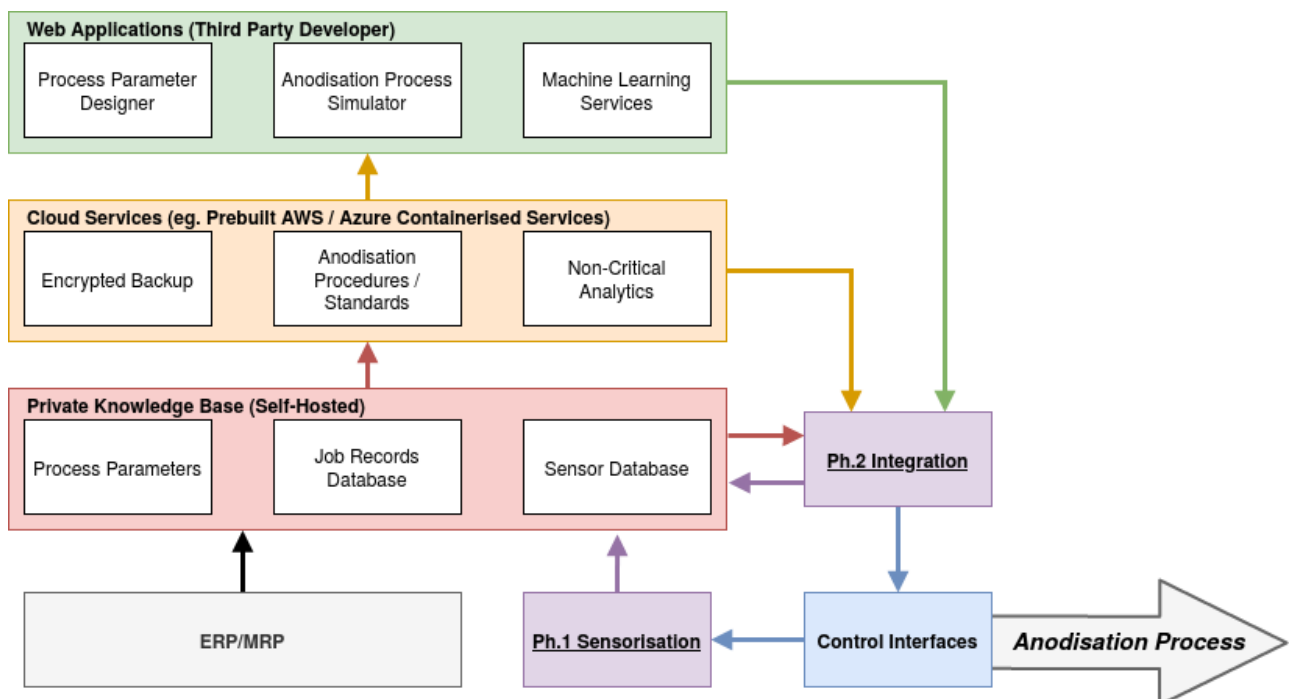 Web Applications (Third Party Developer)
Process Parameter
Designer
Anodisation Process
Simulator
Machine Learning
Services
Cloud Services (eg. Prebuilt AWS / Azure Containerised Services)
Encrypted Backup
Anodisation
Procedures /
Standards
Non-Critical
Analytics
Private Knowledge Base (Self-Hosted)
Process Parameters
Job Records
Database
Sensor Database
Ph.2 Integration
ERP/MRP
Ph.1 Sensorisation
Control Interfaces
Anodisation Process